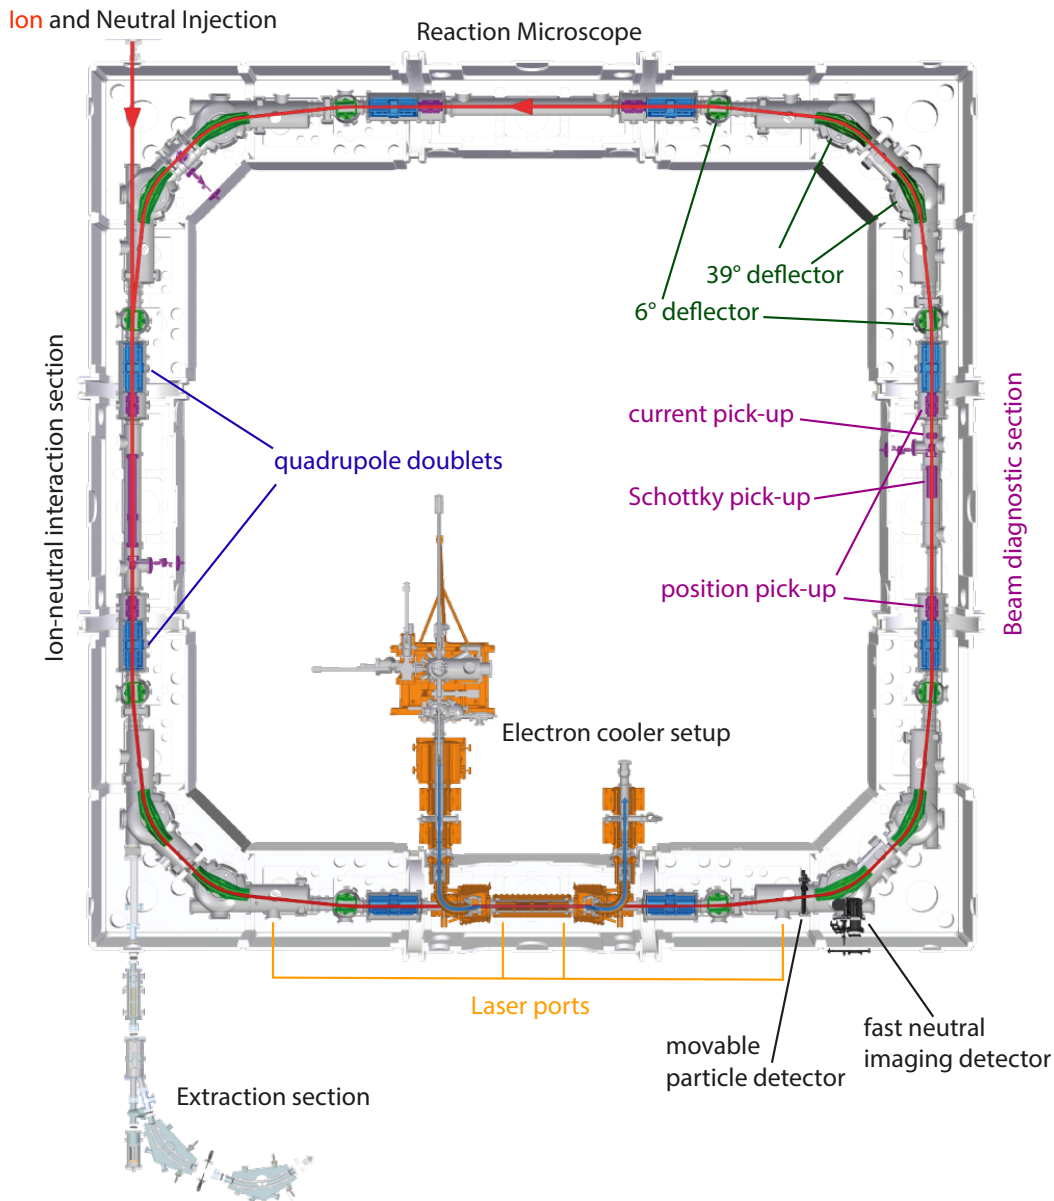 Ion and Neutral Injection
Reaction Microscope
39° deflector
6° deflector
Ion-neutral interaction section
current pick-up
quadrupole doublets
Schottky pick-up
Beam diagnostic section
position pick-up
Electron cooler setup
Laser ports
movable
particle detector
fast neutral
imaging detector
Extraction section